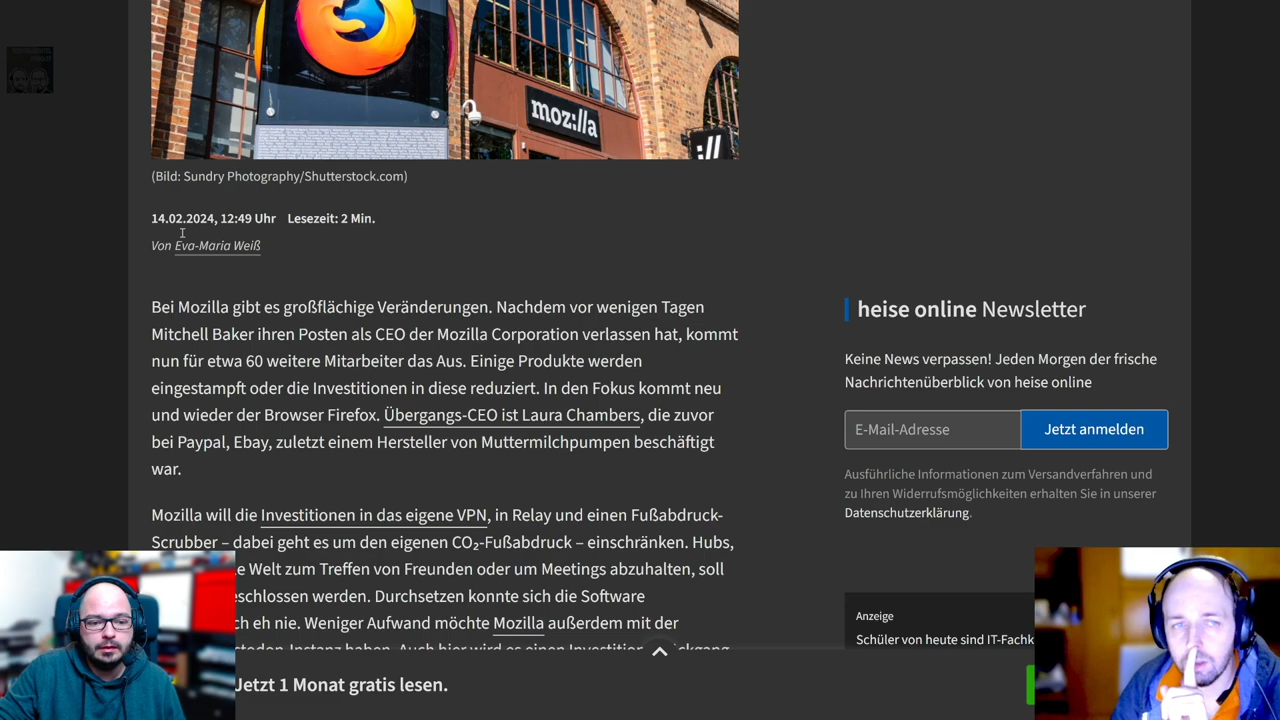 moz://a
://
(Bild: Sundry Photography/Shutterstock.com)
14.02.2024, 12:49 Uhr Lesezeit: 2 Min.
Von Eva-Maria Weiß
Bei Mozilla gibt es großflächige Veränderungen. Nachdem vor wenigen Tagen
Mitchell Baker ihren Posten als CEO der Mozilla Corporation verlassen hat, kommt
nun für etwa 60 weitere Mitarbeiter das Aus. Einige Produkte werden
eingestampft oder die Investitionen in diese reduziert. In den Fokus kommt neu
und wieder der Browser Firefox. Übergangs-CEO ist Laura Chambers, die zuvor
bei Paypal, Ebay, zuletzt einem Hersteller von Muttermilchpumpen beschäftigt
war.
Mozilla will die Investitionen in das eigene VPN, in Relay und einen Fußabdruck-
Scrubber – dabei geht es um den eigenen CO₂-Fußabdruck – einschränken. Hubs,
e Welt zum Treffen von Freunden oder um Meetings abzuhalten, soll
eschlossen werden. Durchsetzen konnte sich die Software
ch eh nie. Weniger Aufwand möchte Mozilla außerdem mit der
heise online Newsletter
Keine News verpassen! Jeden Morgen der frische
Nachrichtenüberblick von heise online
E-Mail-Adresse
Jetzt anmelden
Ausführliche Informationen zum Versandverfahren und
zu Ihren Widerrufsmöglichkeiten erhalten Sie in unserer
Datenschutzerklärung.
Anzeige
Schüler von heute sind IT-Fachk
Jetzt 1 Monat gratis lesen.